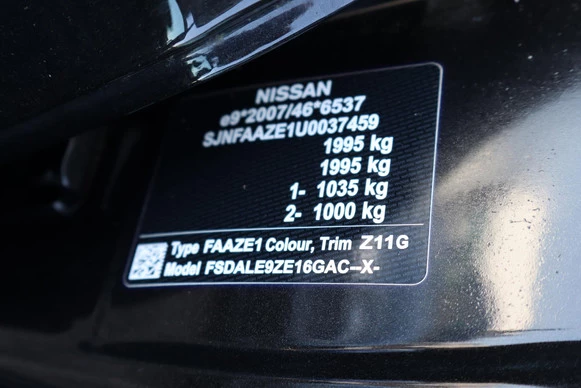 NISSAN
e9*2007/46*6537
SJNFAAZE1U0037459
1995 kg
1995 kg
1- 1035 kg
2- 1000 kg
Type FAAZE1 Colour, Trim Z11G
Model FSDALE9ZE16GAC--X-